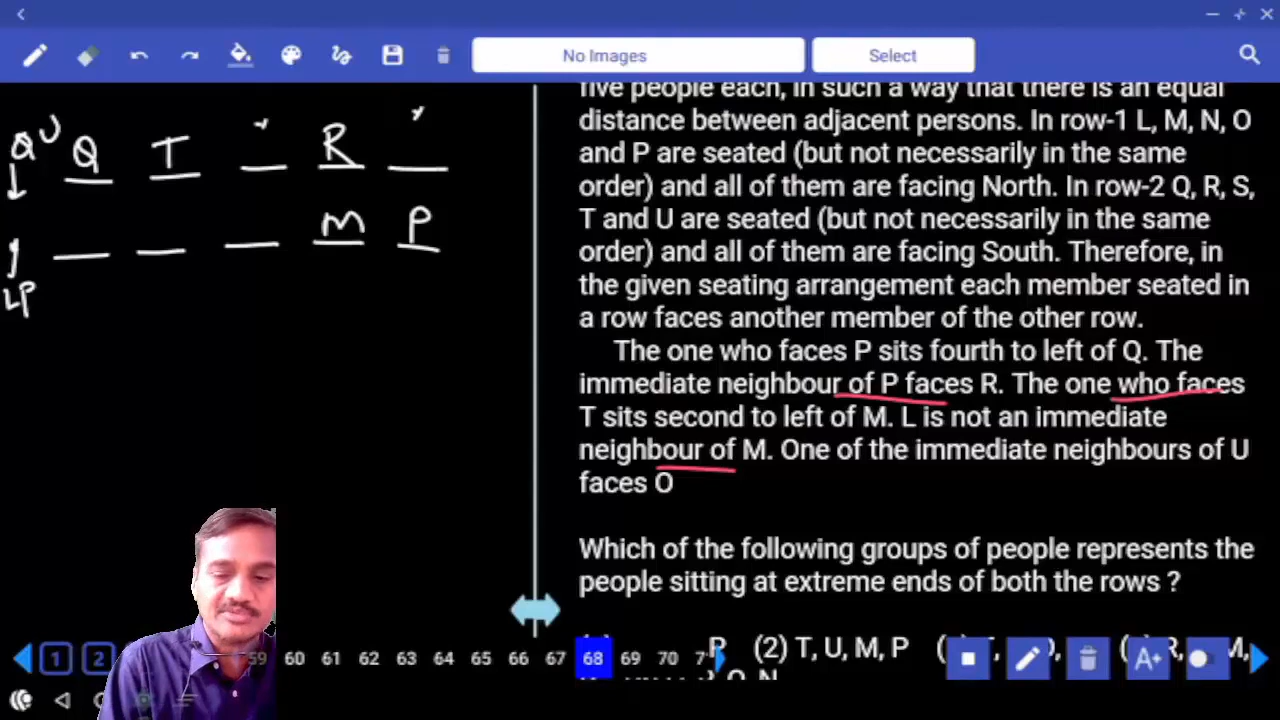 No Images
Select
five people each, in such a way that there is an equal
distance between adjacent persons. In row-1 L, M, N, O
and P are seated (but not necessarily in the same
order) and all of them are facing North. In row-2 Q, R, S,
T and U are seated (but not necessarily in the same
order) and all of them are facing South. Therefore, in
the given seating arrangement each member seated in
a row faces another member of the other row.
The one who faces P sits fourth to left of Q. The
immediate neighbour of P faces R. The one who faces
T sits second to left of M. L is not an immediate
neighbour of M. One of the immediate neighbours of U
faces O
Which of the following groups of people represents the
people sitting at extreme ends of both the rows ?
(2) T, U, M, P
QU Q T R
M P
LP
1 2 59 60 61 62 63 64 65 66 67 68 69 70
A+